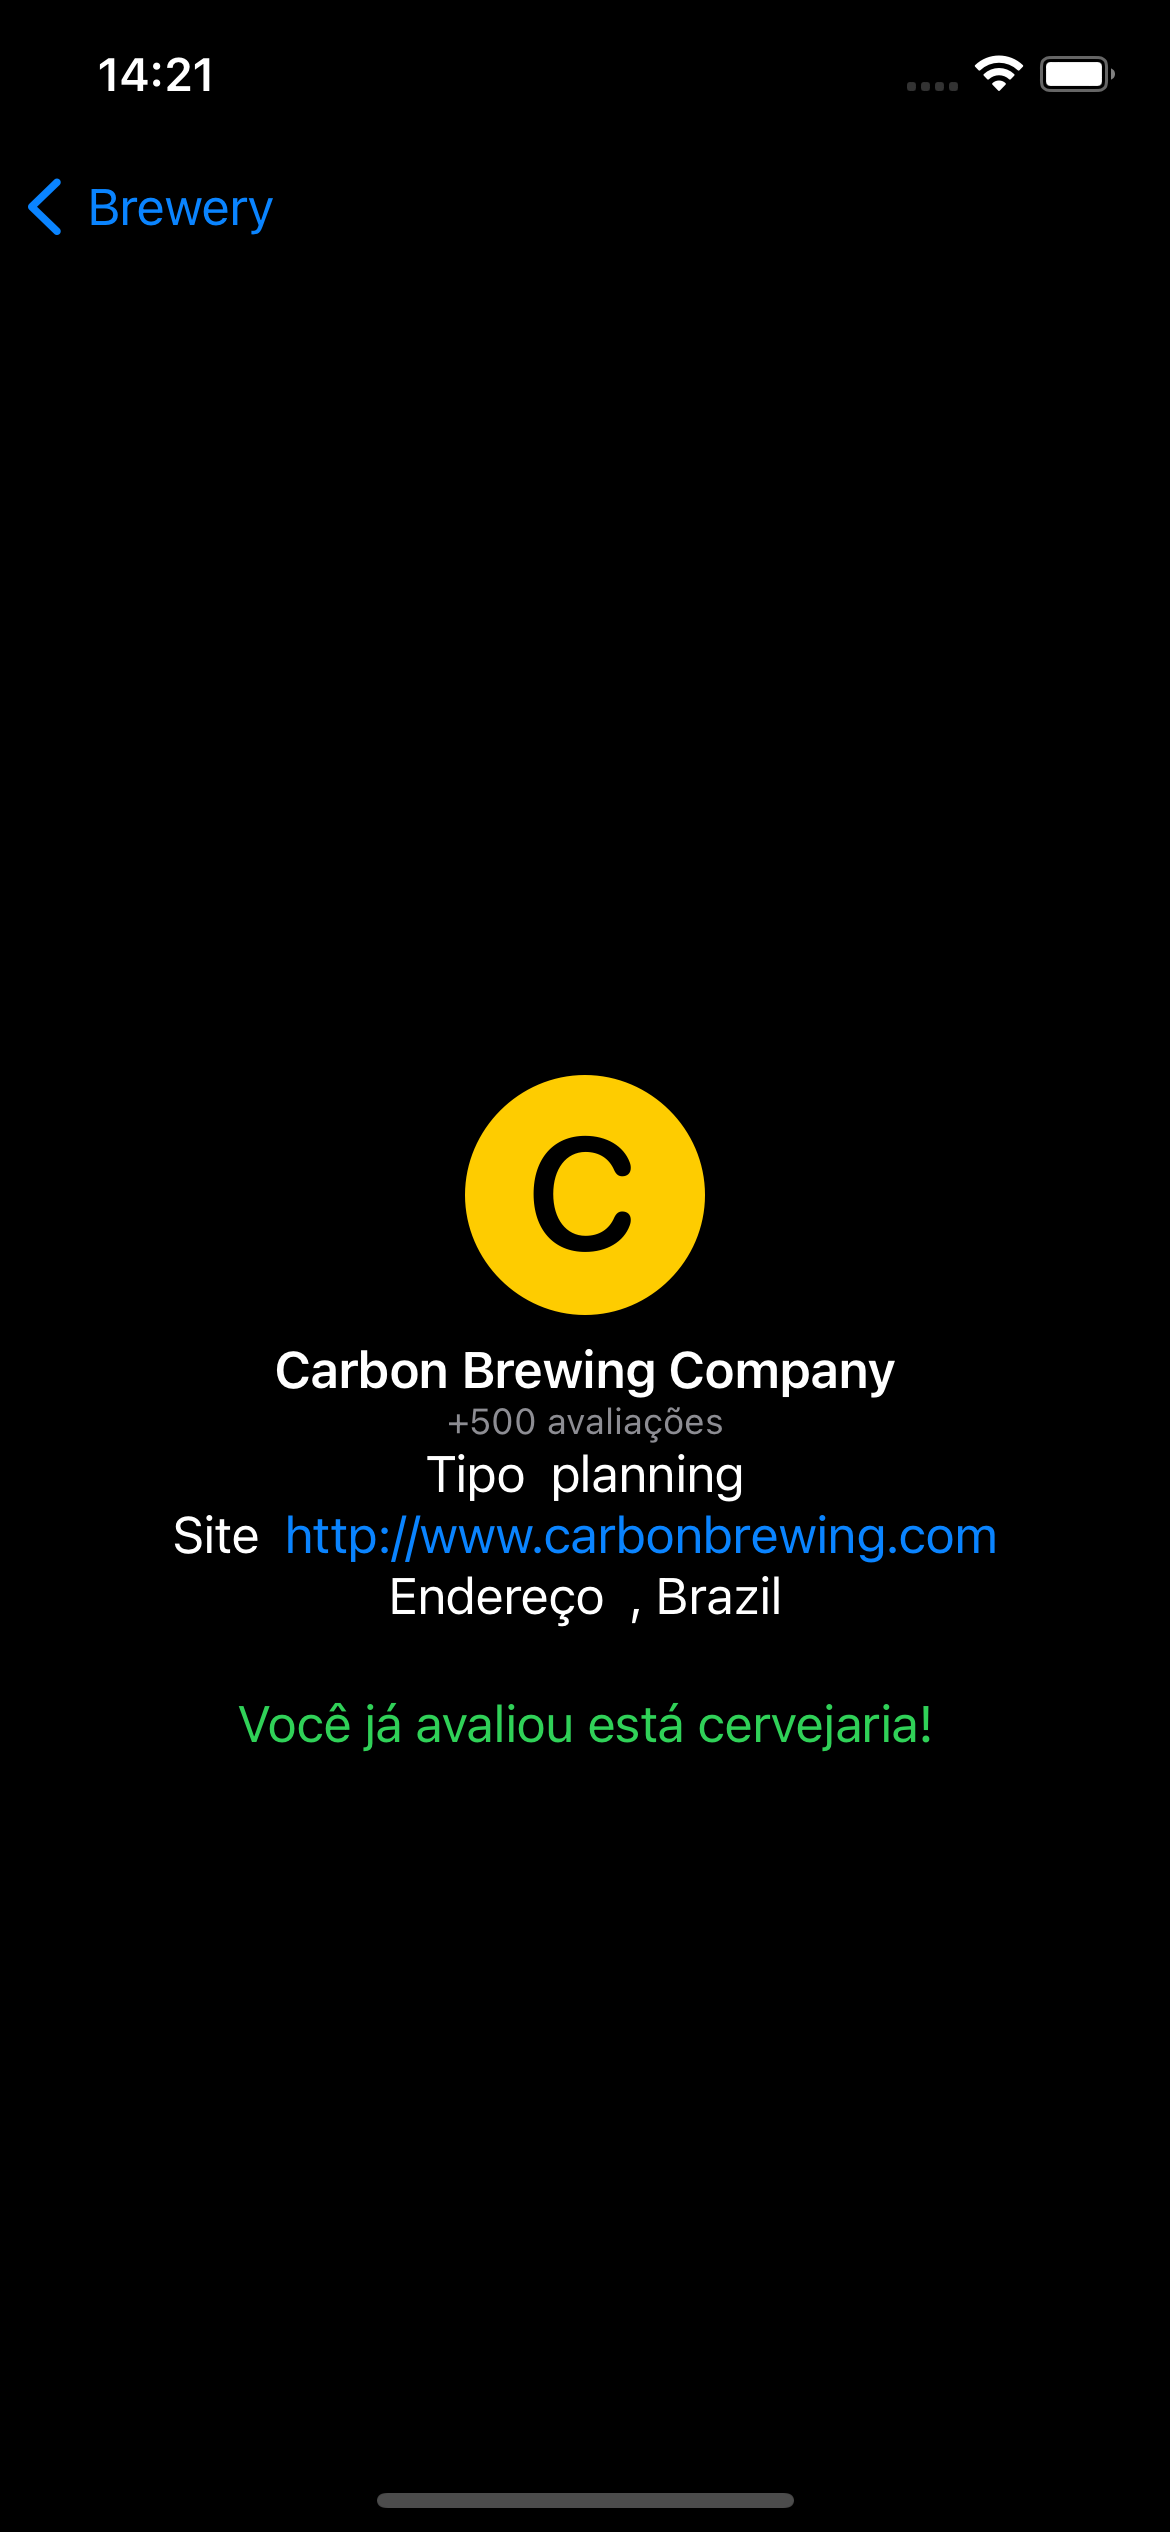 14:21
Brewery
C
Carbon Brewing Company
+500 avaliações
Tipo planning
Site http://www.carbonbrewing.com
Endereço , Brazil
Você já avaliou está cervejaria!